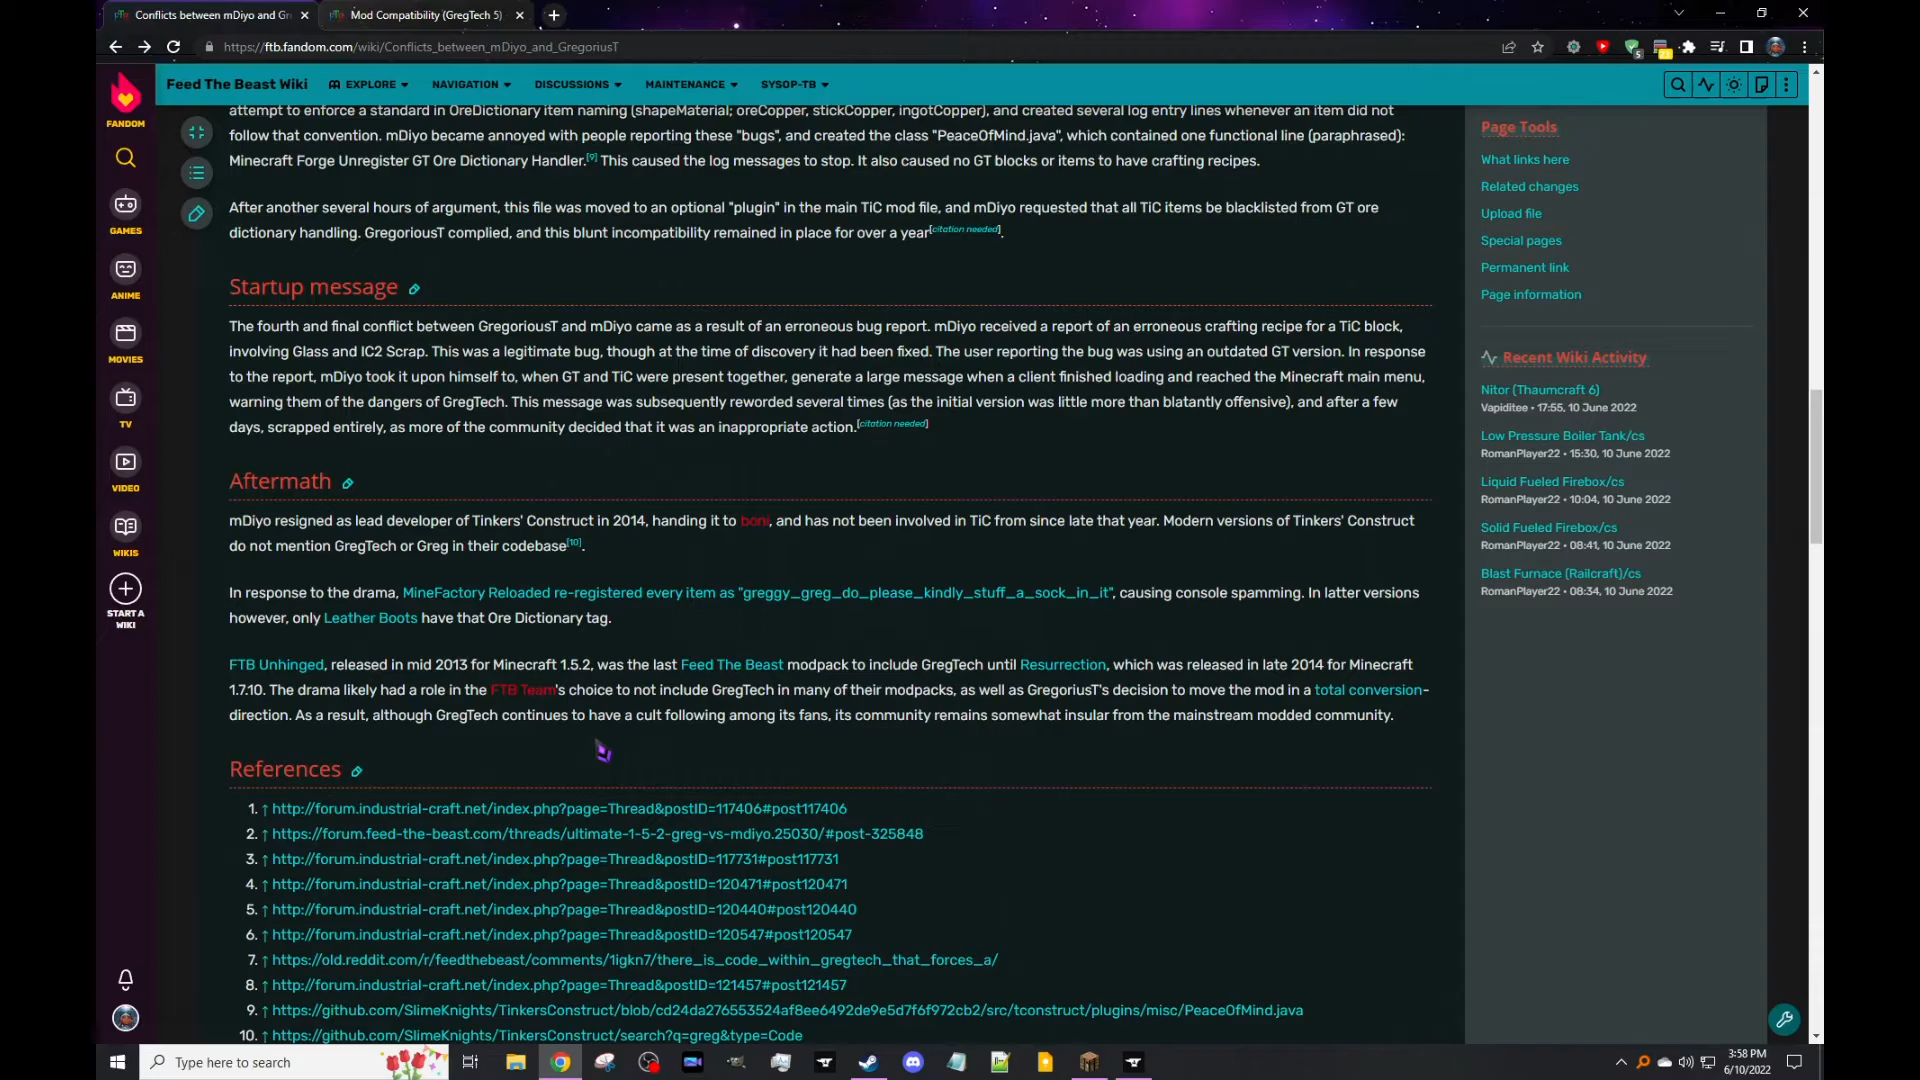 Conflicts between mDiyo and Gr
Mod Compatibility (GregTech 5)
https://ftb.fandom.com/wiki/Conflicts_between_mDiyo_and_GregoriusT
FANDOM
Feed The Beast Wiki
EXPLORE
NAVIGATION
DISCUSSIONS
MAINTENANCE
SYSOP-TB
GAMES
ANIME
MOVIES
TV
VIDEO
WIKIS
START A
WIKI
attempt to enforce a standard in OreDictionary item naming (shapeMaterial; oreCopper, stickCopper, ingotCopper), and created several log entry lines whenever an item did not
follow that convention. mDiyo became annoyed with people reporting these "bugs", and created the class "PeaceOfMind.java", which contained one functional line (paraphrased):
Minecraft Forge Unregister GT Ore Dictionary Handler.[9] This caused the log messages to stop. It also caused no GT blocks or items to have crafting recipes.
After another several hours of argument, this file was moved to an optional "plugin" in the main TiC mod file, and mDiyo requested that all TiC items be blacklisted from GT ore
dictionary handling. GregoriousT complied, and this blunt incompatibility remained in place for over a year[citation needed].
Startup message
The fourth and final conflict between GregoriousT and mDiyo came as a result of an erroneous bug report. mDiyo received a report of an erroneous crafting recipe for a TiC block,
involving Glass and IC2 Scrap. This was a legitimate bug, though at the time of discovery it had been fixed. The user reporting the bug was using an outdated GT version. In response
to the report, mDiyo took it upon himself to, when GT and TiC were present together, generate a large message when a client finished loading and reached the Minecraft main menu,
warning them of the dangers of GregTech. This message was subsequently reworded several times (as the initial version was little more than blatantly offensive), and after a few
days, scrapped entirely, as more of the community decided that it was an inappropriate action.[citation needed]
Aftermath
mDiyo resigned as lead developer of Tinkers' Construct in 2014, handing it to boni, and has not been involved in TiC from since late that year. Modern versions of Tinkers' Construct
do not mention GregTech or Greg in their codebase[10].
In response to the drama, MineFactory Reloaded re-registered every item as "greggy_greg_do_please_kindly_stuff_a_sock_in_it", causing console spamming. In latter versions
however, only Leather Boots have that Ore Dictionary tag.
FTB Unhinged, released in mid 2013 for Minecraft 1.5.2, was the last Feed The Beast modpack to include GregTech until Resurrection, which was released in late 2014 for Minecraft
1.7.10. The drama likely had a role in the FTB Team's choice to not include GregTech in many of their modpacks, as well as GregoriusT's decision to move the mod in a total conversion-
direction. As a result, although GregTech continues to have a cult following among its fans, its community remains somewhat insular from the mainstream modded community.
References
1. ↑ http://forum.industrial-craft.net/index.php?page=Thread&postID=117406#post117406
2. ↑ https://forum.feed-the-beast.com/threads/ultimate-1-5-2-greg-vs-mdiyo.25030/#post-325848
3. ↑ http://forum.industrial-craft.net/index.php?page=Thread&postID=117731#post117731
4. ↑ http://forum.industrial-craft.net/index.php?page=Thread&postID=120471#post120471
5. ↑ http://forum.industrial-craft.net/index.php?page=Thread&postID=120440#post120440
6. ↑ http://forum.industrial-craft.net/index.php?page=Thread&postID=120547#post120547
7. ↑ https://old.reddit.com/r/feedthebeast/comments/1igkn7/there_is_code_within_gregtech_that_forces_a/
8. ↑ http://forum.industrial-craft.net/index.php?page=Thread&postID=121457#post121457
9. ↑ https://github.com/SlimeKnights/TinkersConstruct/blob/cd24da276553524af8ee6492de9e5d7f6f972cb2/src/tconstruct/plugins/misc/PeaceOfMind.java
10. ↑ https://github.com/SlimeKnights/TinkersConstruct/search?q=greg&type=Code
Page Tools
What links here
Related changes
Upload file
Special pages
Permanent link
Page information
Recent Wiki Activity
Nitor (Thaumcraft 6)
Vapiditee • 17:55, 10 June 2022
Low Pressure Boiler Tank/cs
RomanPlayer22 • 15:30, 10 June 2022
Liquid Fueled Firebox/cs
RomanPlayer22 • 10:04, 10 June 2022
Solid Fueled Firebox/cs
RomanPlayer22 • 08:41, 10 June 2022
Blast Furnace (Railcraft)/cs
RomanPlayer22 • 08:34, 10 June 2022
Type here to search
3:58 PM
6/10/2022